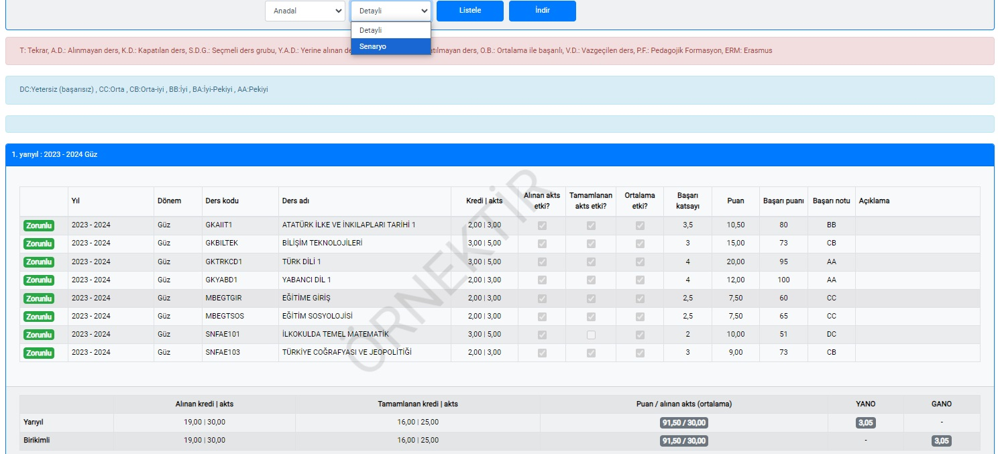 Anadal Detayli Listele İndir
Detayli
Senaryo
T: Tekrar, A.D.: Alınmayan ders, K.D.: Kapatılan ders, S.D.G.: Seçmeli ders grubu, Y.A.D.: Yerine alınan de tılmayan ders, O.B.: Ortalama ile başarılı, V.D.: Vazgeçilen ders, P.F.: Pedagojik Formasyon, ERM: Erasmus
DC:Yetersiz (başarısız) , CC:Orta , CB:Orta-iyi , BB:İyi , BA:İyi-Pekiyi , AA:Pekiyi
1. yarıyıl : 2023 - 2024 Güz
Yıl Dönem Ders kodu Ders adı Kredi | akts Alınan akts etki? Tamamlanan akts etki? Ortalama etki? Başarı katsayı Puan Başarı puanı Başarı notu Açıklama
Zorunlu 2023 - 2024 Güz GKAIIT1 ATATÜRK İLKE VE İNKILAPLARI TARİHİ 1 2,00 | 3,00 3,5 10,50 80 BB
Zorunlu 2023 - 2024 Güz GKBILTEK BİLİŞİM TEKNOLOJİLERİ 3,00 | 5,00 3 15,00 73 CB
Zorunlu 2023 - 2024 Güz GKTRKCD1 TÜRK DİLİ 1 3,00 | 5,00 4 20,00 95 AA
Zorunlu 2023 - 2024 Güz GKYABD1 YABANCI DİL 1 2,00 | 3,00 4 12,00 100 AA
Zorunlu 2023 - 2024 Güz MBEGTGIR EĞİTİME GİRİŞ 2,00 | 3,00 2,5 7,50 60 CC
Zorunlu 2023 - 2024 Güz MBEGTSOS EĞİTİM SOSYOLOJİSİ 2,00 | 3,00 2,5 7,50 65 CC
Zorunlu 2023 - 2024 Güz SNFAE101 İLKOKULDA TEMEL MATEMATİK 3,00 | 5,00 2 10,00 51 DC
Zorunlu 2023 - 2024 Güz SNFAE103 TÜRKİYE COĞRAFYASI VE JEOPOLİTİĞİ 2,00 | 3,00 3 9,00 73 CB
ÖRNEKTİR
Alınan kredi | akts Tamamlanan kredi | akts Puan / alınan akts (ortalama) YANO GANO
Yarıyıl 19,00 | 30,00 16,00 | 25,00 91,50 / 30,00 3,05 -
Birikimli 19,00 | 30,00 16,00 | 25,00 91,50 / 30,00 - 3,05